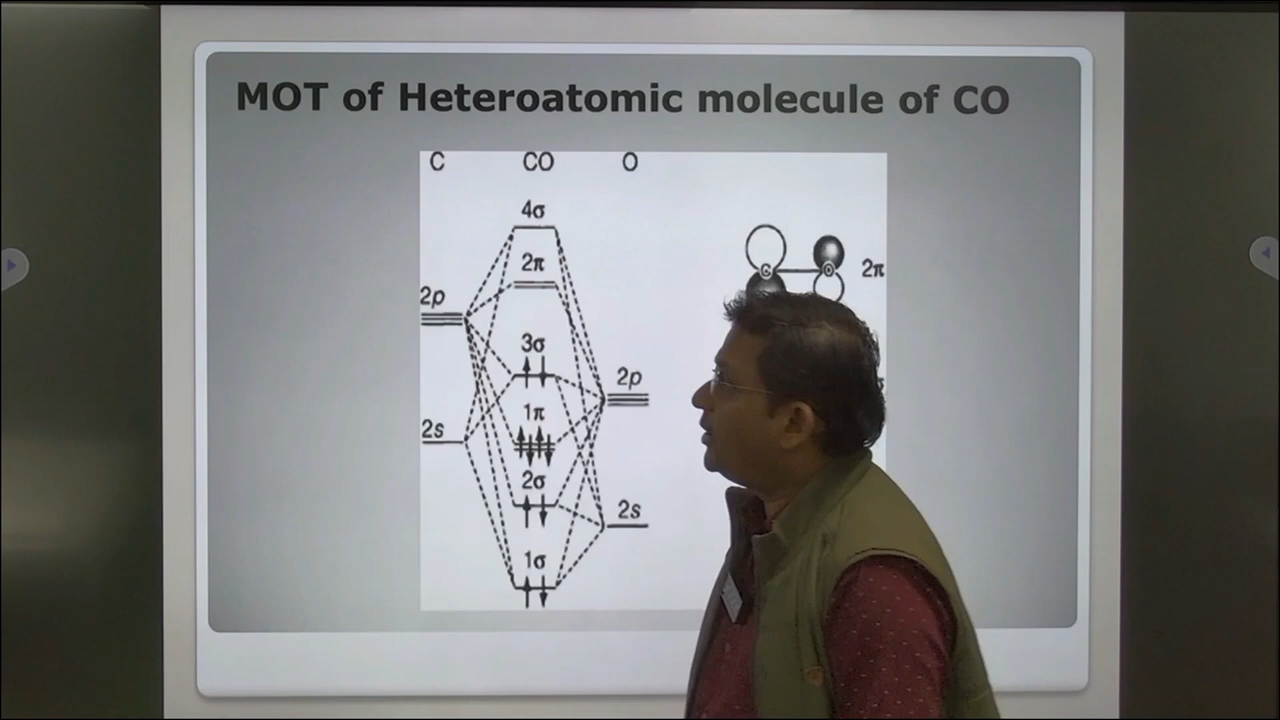 MOT of Heteroatomic molecule of CO
C CO O
4σ
2π
C O 2π
2p
3σ
2p
1π
2s
2σ
2s
1σ